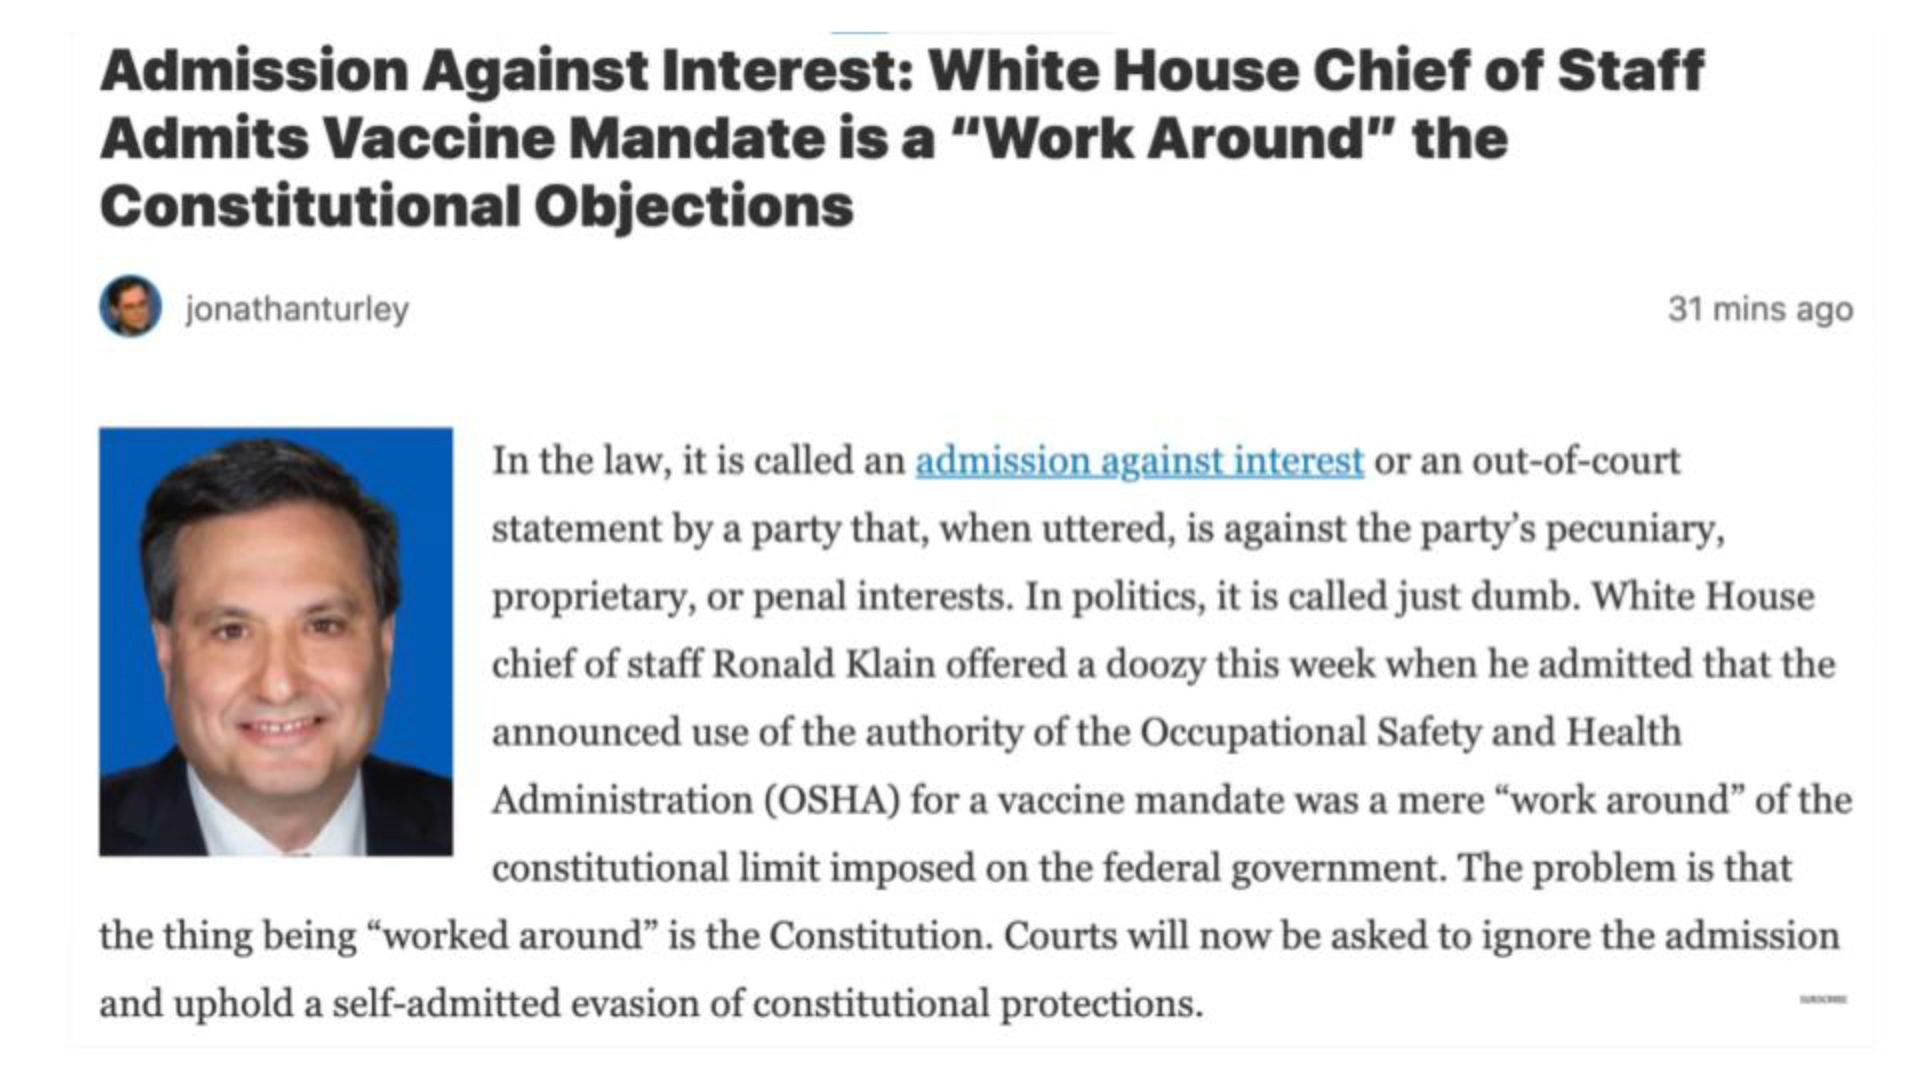 Admission Against Interest: White House Chief of Staff
Admits Vaccine Mandate is a “Work Around” the
Constitutional Objections
jonathanturley
31 mins ago
In the law, it is called an admission against interest or an out-of-court
statement by a party that, when uttered, is against the party’s pecuniary,
proprietary, or penal interests. In politics, it is called just dumb. White House
chief of staff Ronald Klain offered a doozy this week when he admitted that the
announced use of the authority of the Occupational Safety and Health
Administration (OSHA) for a vaccine mandate was a mere “work around” of the
constitutional limit imposed on the federal government. The problem is that
the thing being “worked around” is the Constitution. Courts will now be asked to ignore the admission
and uphold a self-admitted evasion of constitutional protections.
SUBSCRIBE